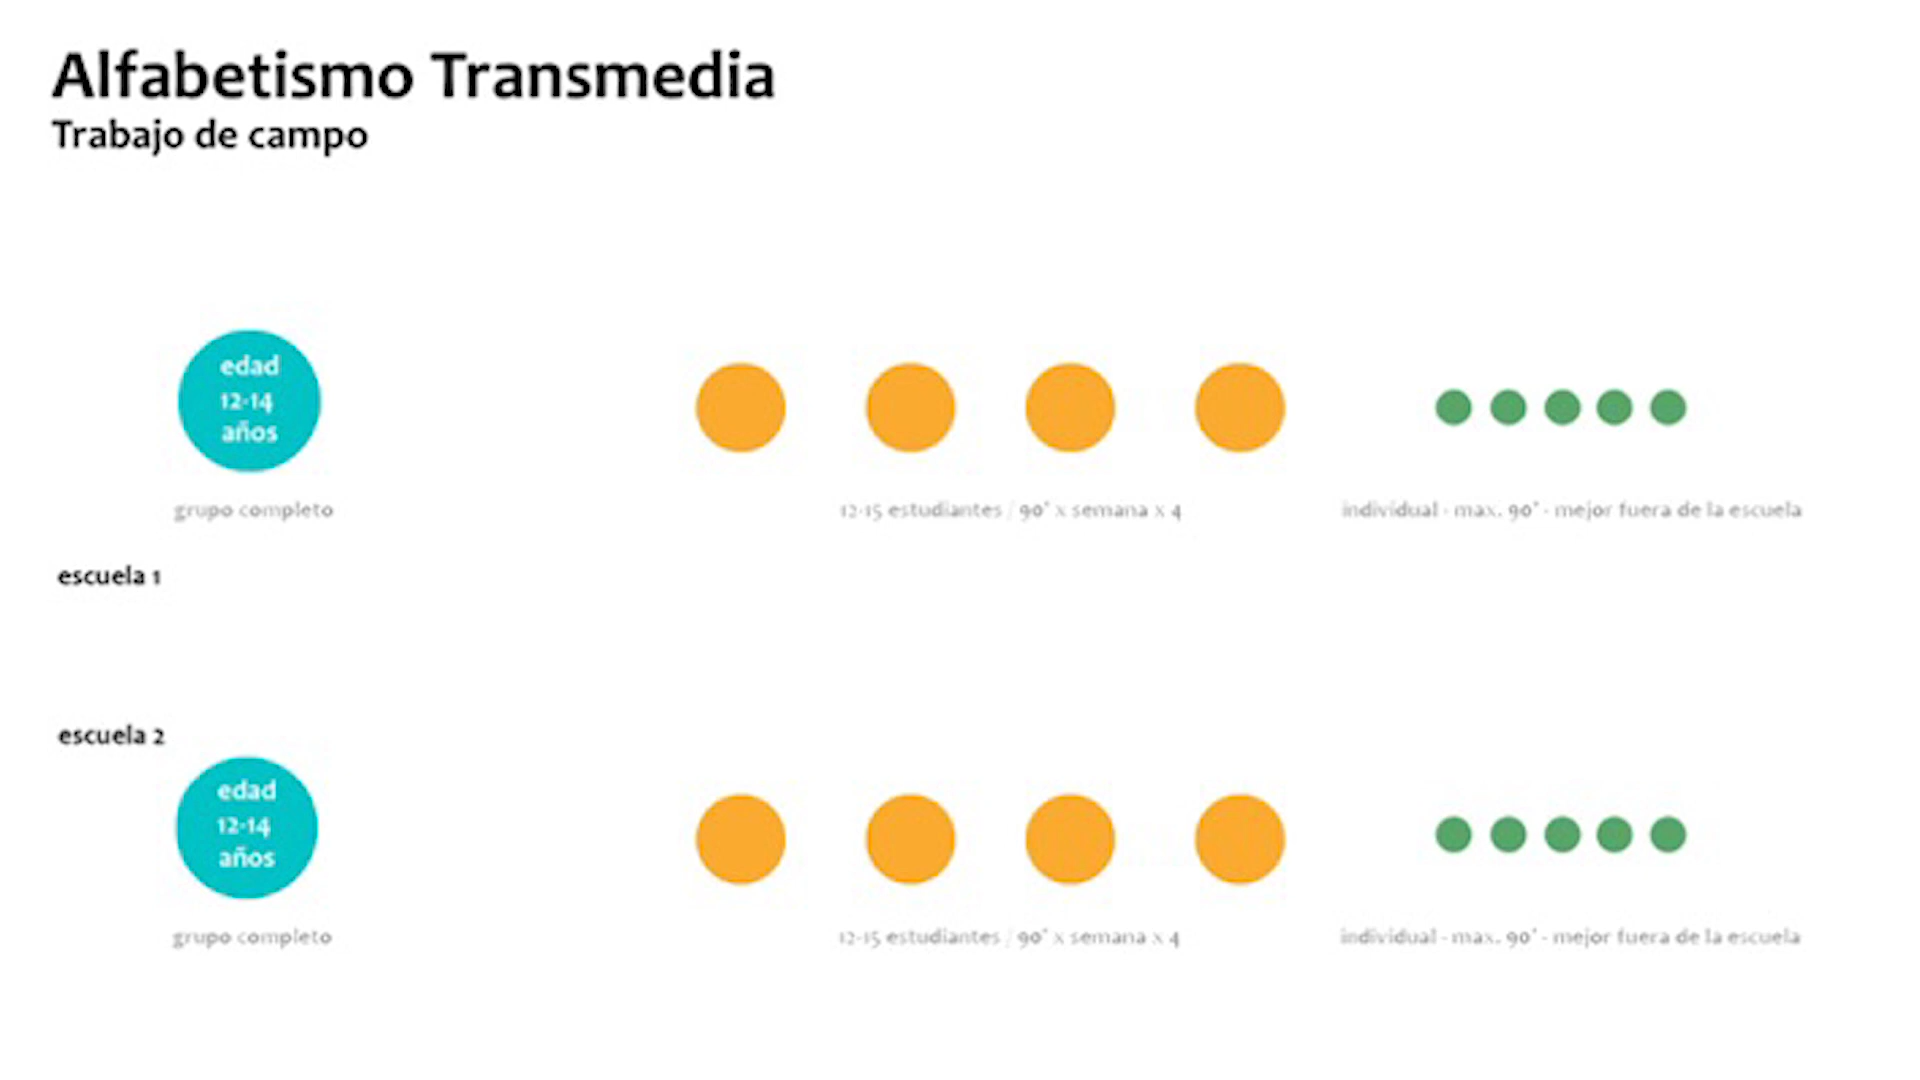 Alfabetismo Transmedia
Trabajo de campo
edad
12-14
años
grupo completo
12-15 estudiantes / 90' x semana x 4
individual - max. 90' - mejor fuera de la escuela
escuela 1
escuela 2
edad
12-14
años
grupo completo
12-15 estudiantes / 90' x semana x 4
individual - max. 90' - mejor fuera de la escuela